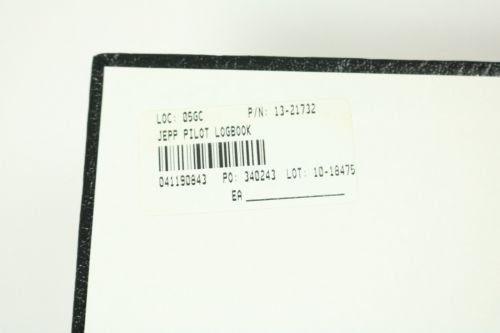 LOC: 05GC P/N: 13-21732
JEPP PILOT LOGBOOK
041190843 PO: 340243 LOT: 10-18475
EA